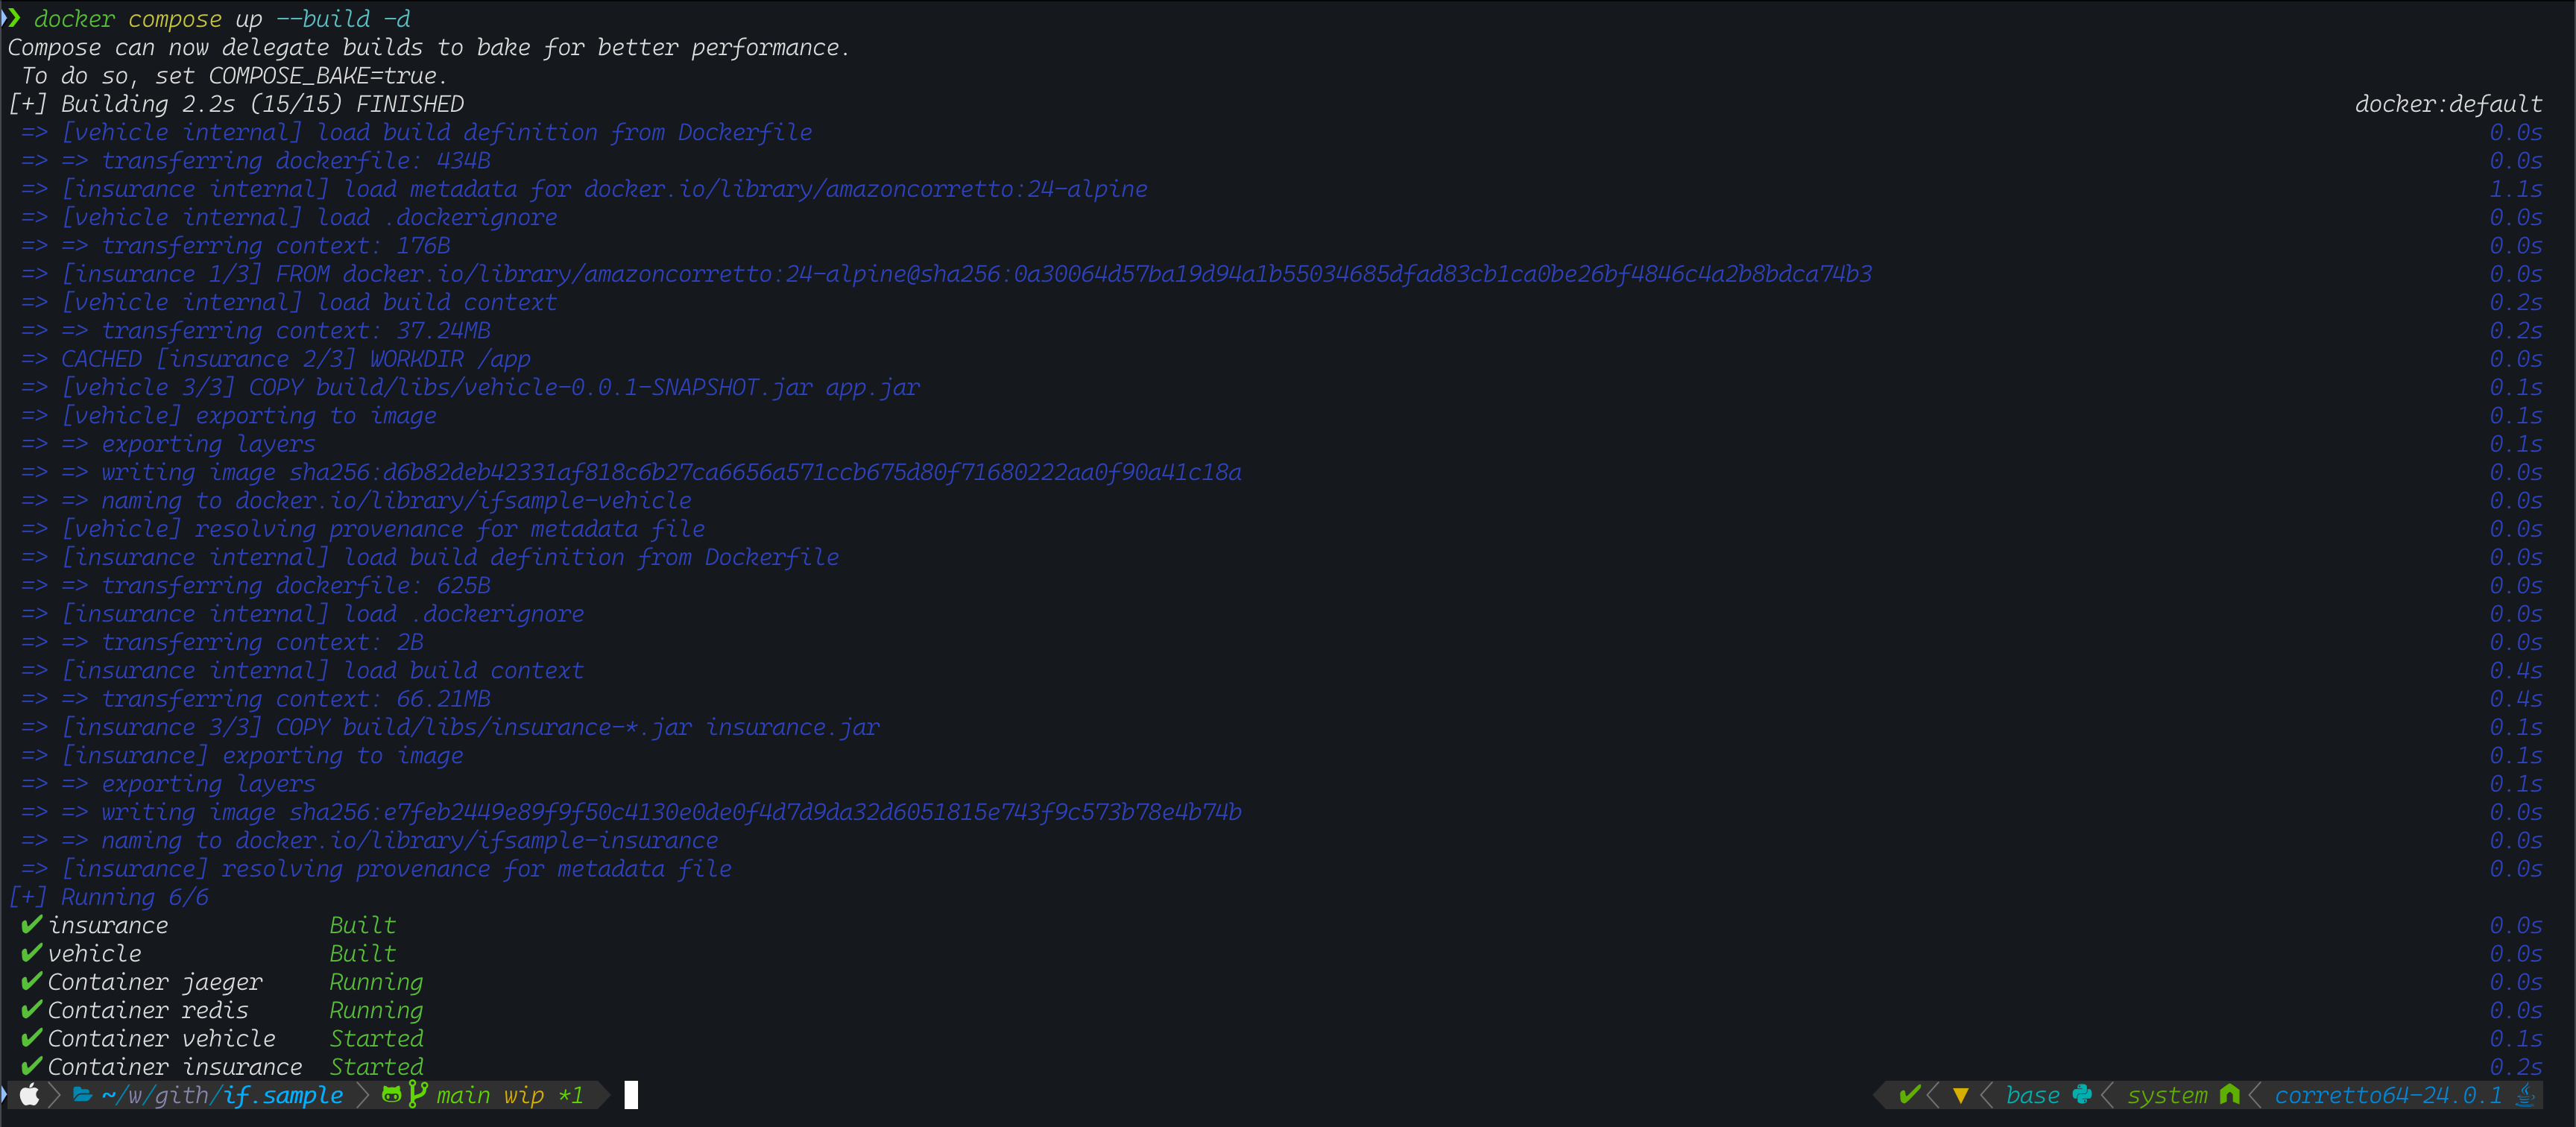 ❯ docker compose up --build -d
Compose can now delegate builds to bake for better performance.
 To do so, set COMPOSE_BAKE=true.
[+] Building 2.2s (15/15) FINISHED docker:default
 => [vehicle internal] load build definition from Dockerfile 0.0s
 => => transferring dockerfile: 434B 0.0s
 => [insurance internal] load metadata for docker.io/library/amazoncorretto:24-alpine 1.1s
 => [vehicle internal] load .dockerignore 0.0s
 => => transferring context: 176B 0.0s
 => [insurance 1/3] FROM docker.io/library/amazoncorretto:24-alpine@sha256:0a30064d57ba19d94a1b55034685dfad83cb1ca0be26bf4846c4a2b8bdca74b3 0.0s
 => [vehicle internal] load build context 0.2s
 => => transferring context: 37.24MB 0.2s
 => CACHED [insurance 2/3] WORKDIR /app 0.0s
 => [vehicle 3/3] COPY build/libs/vehicle-0.0.1-SNAPSHOT.jar app.jar 0.1s
 => [vehicle] exporting to image 0.1s
 => => exporting layers 0.1s
 => => writing image sha256:d6b82deb42331af818c6b27ca6656a571ccb675d80f71680222aa0f90a41c18a 0.0s
 => => naming to docker.io/library/ifsample-vehicle 0.0s
 => [vehicle] resolving provenance for metadata file 0.0s
 => [insurance internal] load build definition from Dockerfile 0.0s
 => => transferring dockerfile: 625B 0.0s
 => [insurance internal] load .dockerignore 0.0s
 => => transferring context: 2B 0.0s
 => [insurance internal] load build context 0.4s
 => => transferring context: 66.21MB 0.4s
 => [insurance 3/3] COPY build/libs/insurance-*.jar insurance.jar 0.1s
 => [insurance] exporting to image 0.1s
 => => exporting layers 0.1s
 => => writing image sha256:e7feb2449e89f9f50c4130e0de0f4d7d9da32d6051815e743f9c573b78e4b74b 0.0s
 => => naming to docker.io/library/ifsample-insurance 0.0s
 => [insurance] resolving provenance for metadata file 0.0s
[+] Running 6/6
 ✔ insurance Built 0.0s
 ✔ vehicle Built 0.0s
 ✔ Container jaeger Running 0.0s
 ✔ Container redis Running 0.0s
 ✔ Container vehicle Started 0.1s
 ✔ Container insurance Started 0.2s
~/w/gith/if.sample main wip *1 ✔ ▼ base system corretto64-24.0.1